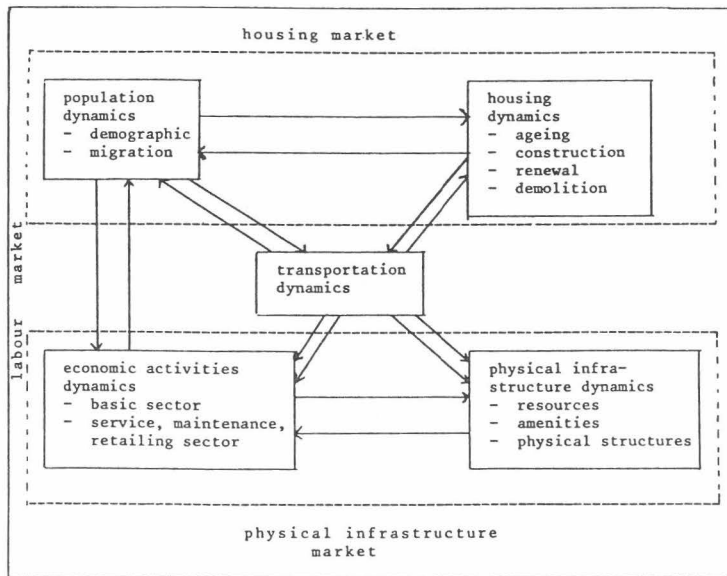 housing market
population
dynamics
- demographic
- migration
housing
dynamics
- ageing
- construction
- renewal
- demolition
labour market
transportation
dynamics
economic activities
dynamics
- basic sector
- service, maintenance,
retailing sector
physical infra-
structure dynamics
- resources
- amenities
- physical structures
physical infrastructure
market